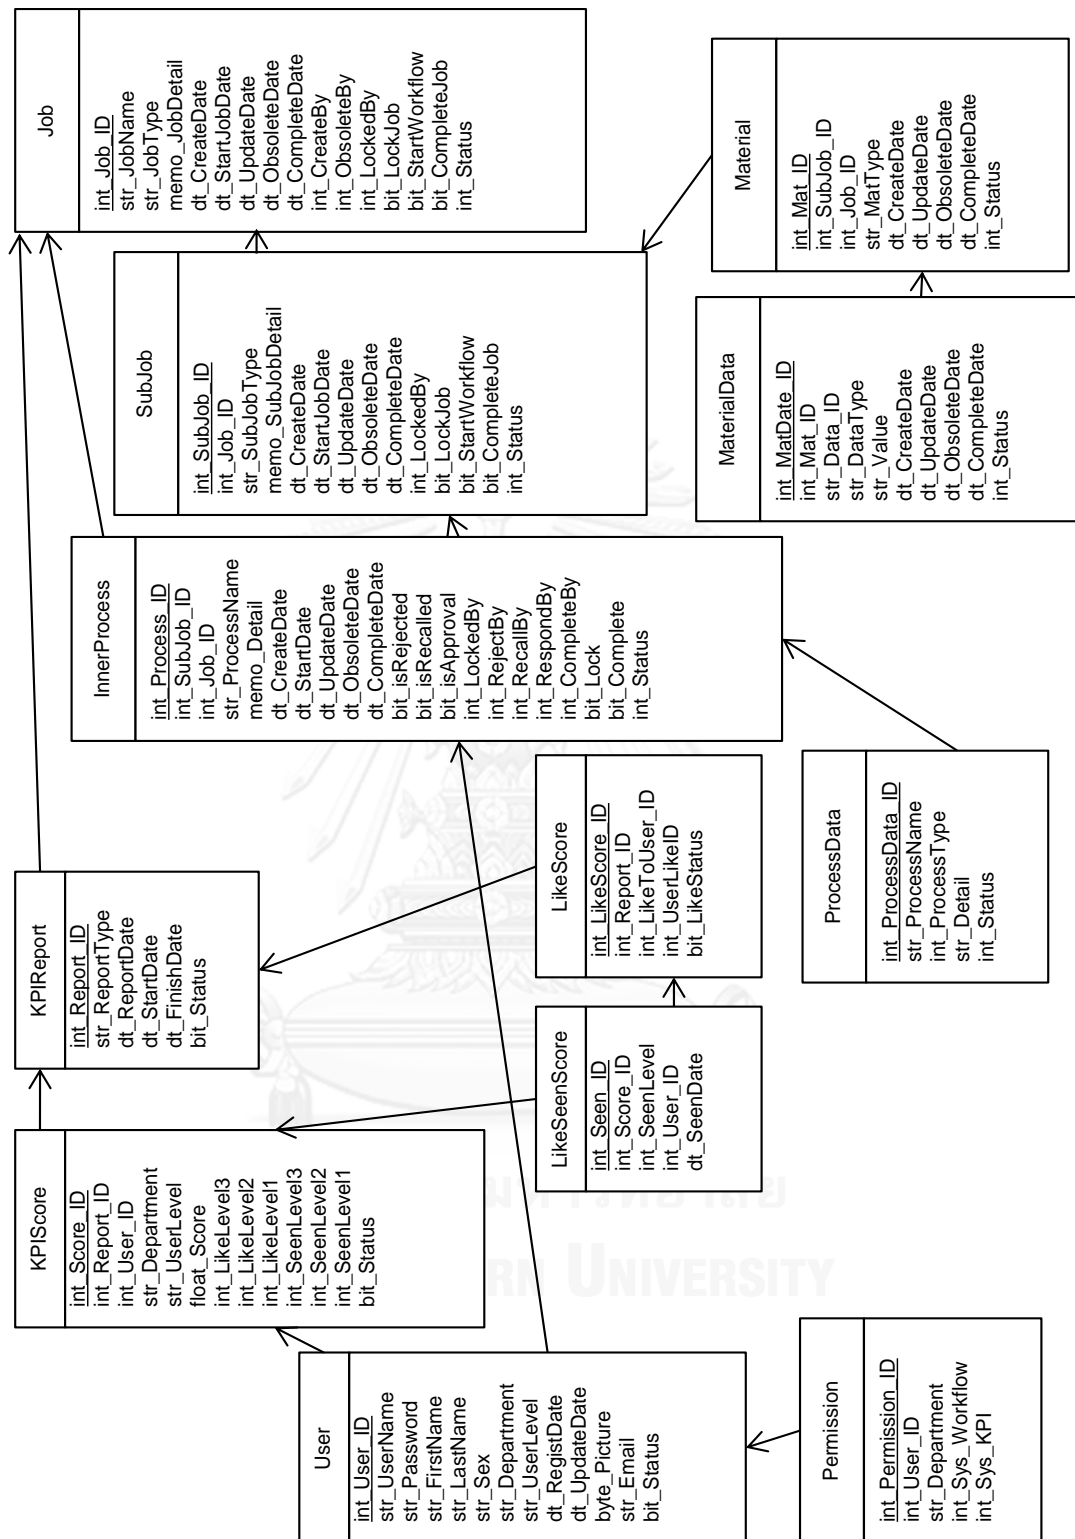 Job
int_Job_ID
str_JobName
str_JobType
memo_JobDetail
dt_CreateDate
dt_StartJobDate
dt_UpdateDate
dt_ObsoleteDate
dt_CompleteDate
int_CreateBy
int_ObsoleteBy
int_LockedBy
bit_LockJob
bit_StartWorkflow
bit_CompleteJob
int_Status
SubJob
int_SubJob_ID
int_Job_ID
str_SubJobType
memo_SubJobDetail
dt_CreateDate
dt_StartJobDate
dt_UpdateDate
dt_ObsoleteDate
dt_CompleteDate
int_LockedBy
bit_LockJob
bit_StartWorkflow
bit_CompleteJob
int_Status
Material
int_Mat_ID
int_SubJob_ID
int_Job_ID
str_MatType
dt_CreateDate
dt_UpdateDate
dt_ObsoleteDate
dt_CompleteDate
int_Status
MaterialData
int_MatDate_ID
int_Mat_ID
str_Data_ID
str_DataType
str_Value
dt_CreateDate
dt_UpdateDate
dt_ObsoleteDate
dt_CompleteDate
int_Status
InnerProcess
int_Process_ID
int_SubJob_ID
int_Job_ID
str_ProcessName
memo_Detail
dt_CreateDate
dt_StartDate
dt_UpdateDate
dt_ObsoleteDate
dt_CompleteDate
bit_isRejected
bit_isRecalled
bit_isApproval
int_LockedBy
int_RejectBy
int_RecallBy
int_RespondBy
int_CompleteBy
bit_Lock
bit_Complete
int_Status
KPIReport
int_Report_ID
str_ReportType
dt_ReportDate
dt_StartDate
dt_FinishDate
bit_Status
LikeScore
int_LikeScore_ID
int_Report_ID
int_LikeToUser_ID
int_UserLikeID
bit_LikeStatus
ProcessData
int_ProcessData_ID
str_ProcessName
int_ProcessType
str_Detail
int_Status
KPIScore
int_Score_ID
int_Report_ID
int_User_ID
str_Department
str_UserLevel
float_Score
int_LikeLevel3
int_LikeLevel2
int_LikeLevel1
int_SeenLevel3
int_SeenLevel2
int_SeenLevel1
bit_Status
LikeSeenScore
int_Seen_ID
int_Score_ID
int_SeenLevel
int_User_ID
dt_SeenDate
User
int_User_ID
str_UserName
str_Password
str_FirstName
str_LastName
str_Sex
str_Department
str_UserLevel
dt_RegistDate
dt_UpdateDate
byte_Picture
str_Email
bit_Status
Permission
int_Permission_ID
int_User_ID
str_Department
int_Sys_Workflow
int_Sys_KPI
RN UNIVERSITY